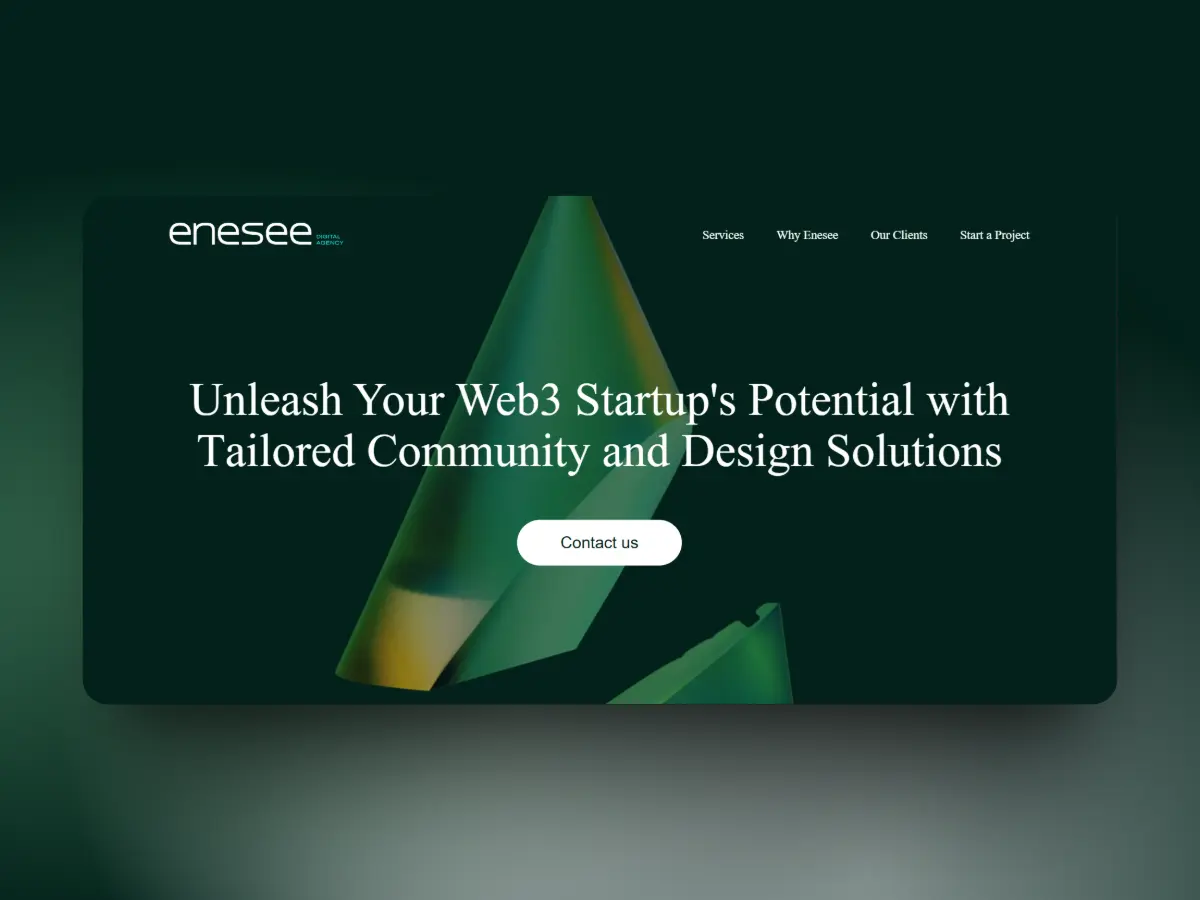 enesee
DIGITAL
AGENCY
Services
Why Enesee
Our Clients
Start a Project
Unleash Your Web3 Startup's Potential with
Tailored Community and Design Solutions
Contact us